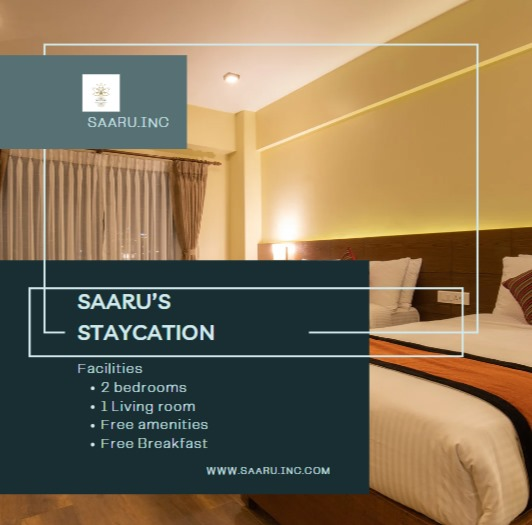 SAARU.INC
SAARU'S
STAYCATION
Facilities
• 2 bedrooms
• 1 Living room
• Free amenities
• Free Breakfast
WWW.SAARU.INC.COM